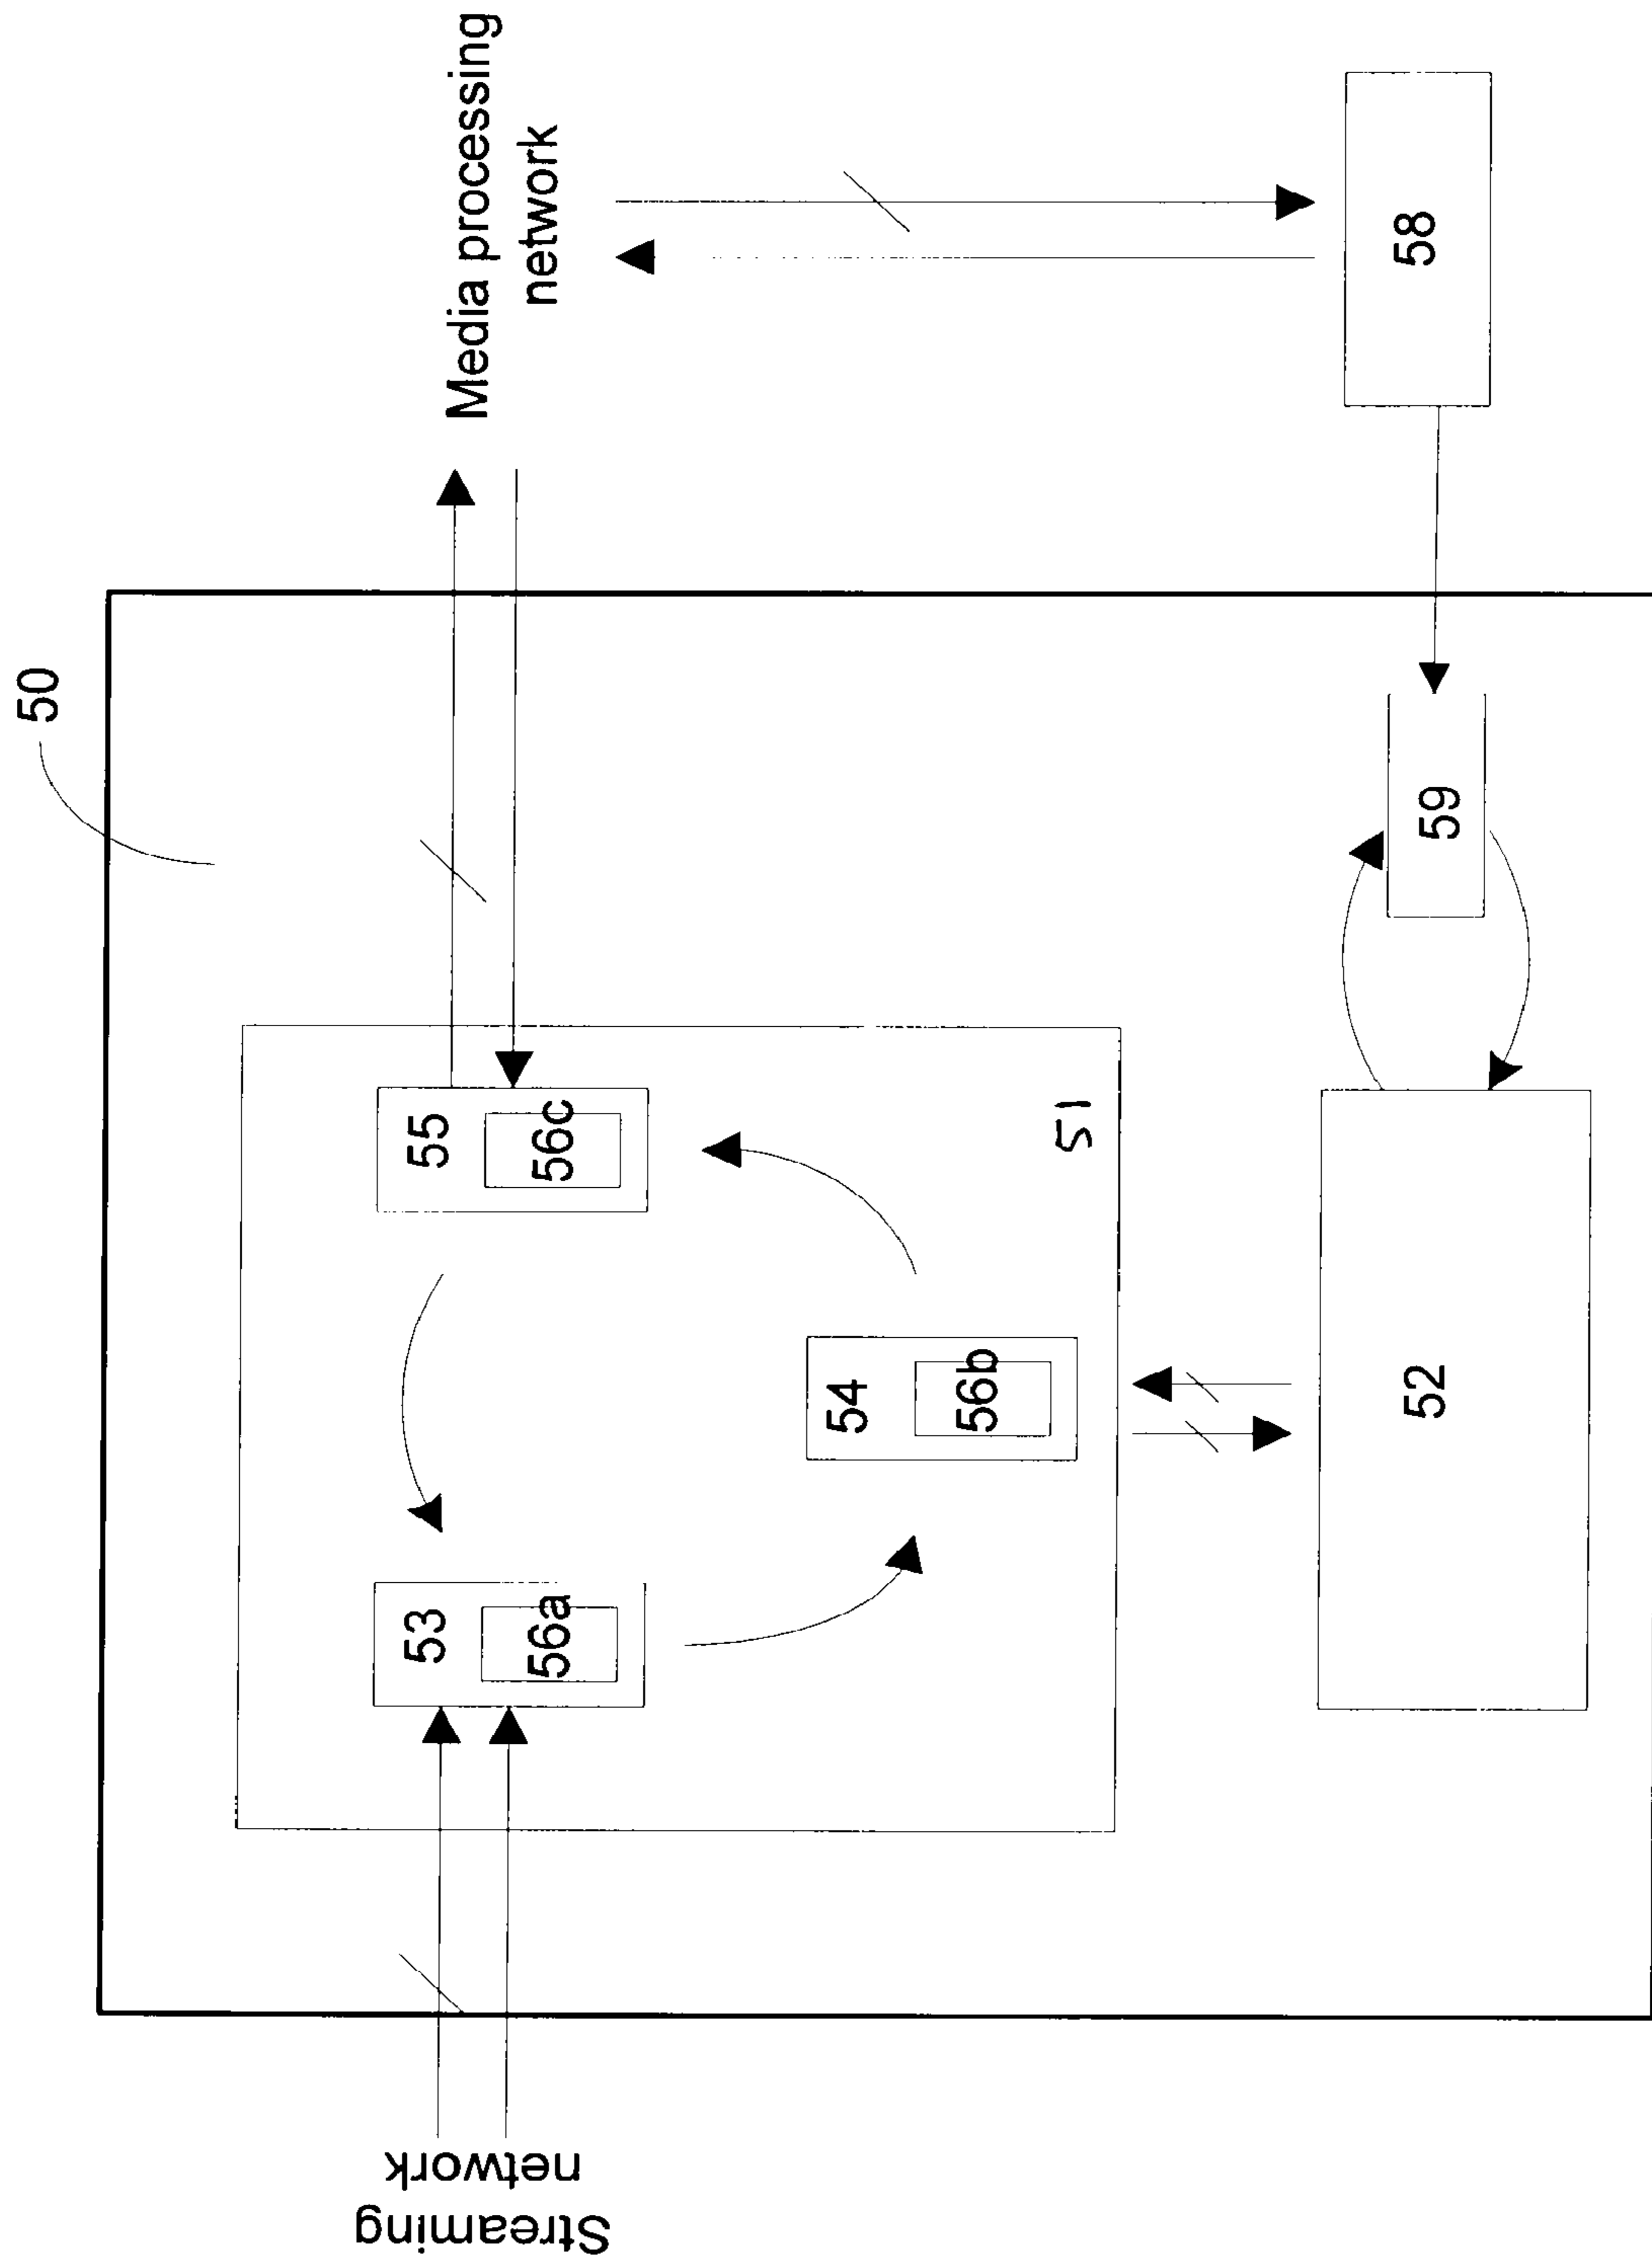 50
Streaming
network
Media processing
network
53
56a
55
56c
54
56b
51
52
59
58